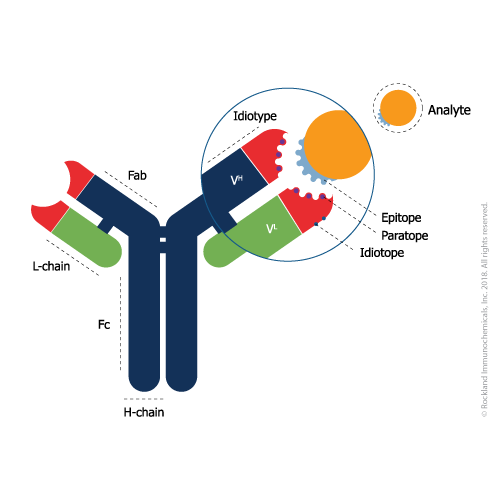 Idiotype
Analyte
Fab
VH
Epitope
Paratope
VL
Idiotope
L-chain
Fc
H-chain
© Rockland Immunochemicals, Inc. 2018. All rights reserved.